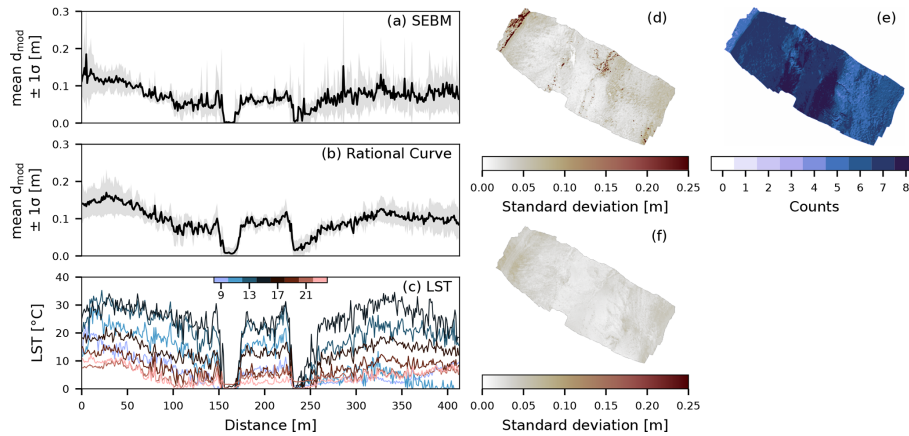 (a) SEBM
mean d_mod
± 1σ [m]
0.3
0.2
0.1
0.0
(b) Rational Curve
mean d_mod
± 1σ [m]
0.3
0.2
0.1
0.0
(c) LST
9 13 17 21
LST [°C]
40
30
20
10
0
0 50 100 150 200 250 300 350 400
Distance [m]
(d)
0.00 0.05 0.10 0.15 0.20 0.25
Standard deviation [m]
(e)
0 1 2 3 4 5 6 7 8
Counts
(f)
0.00 0.05 0.10 0.15 0.20 0.25
Standard deviation [m]